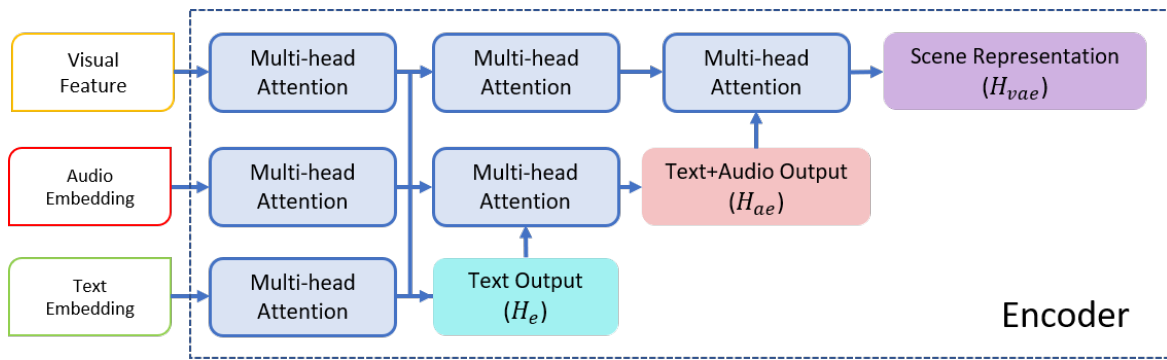 Visual
Feature
Multi-head
Attention
Multi-head
Attention
Multi-head
Attention
Scene Representation
(H_vae)
Audio
Embedding
Multi-head
Attention
Multi-head
Attention
Text+Audio Output
(H_ae)
Text
Embedding
Multi-head
Attention
Text Output
(H_e)
Encoder